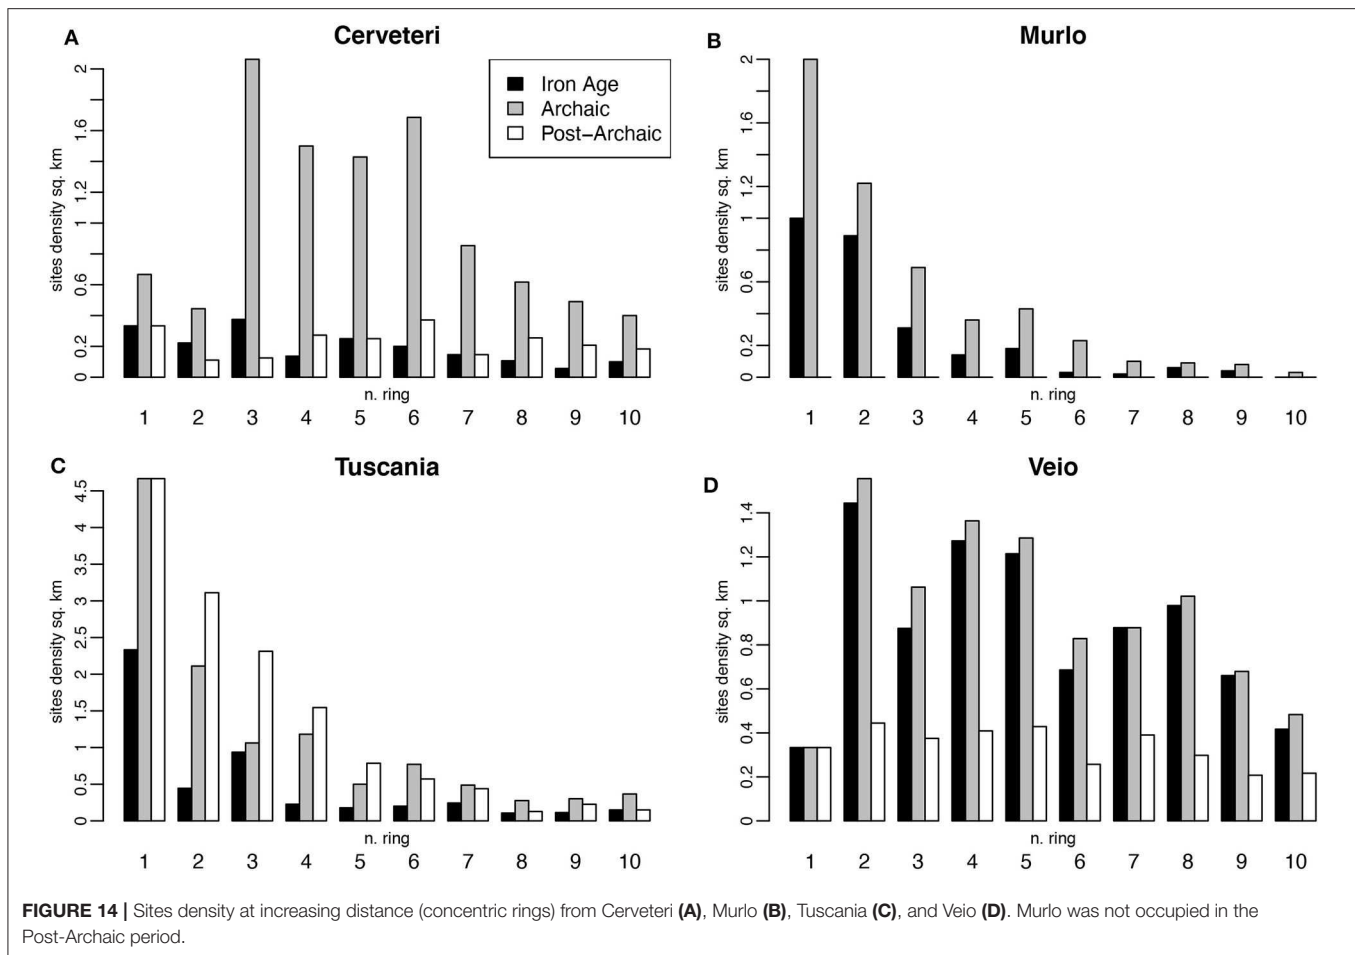 A
Cerveteri
Iron Age
Archaic
Post–Archaic
sites density sq. km
0
0.2
0.6
1
1.2
1.6
2
n. ring
1 2 3 4 5 6 7 8 9 10
B
Murlo
sites density sq. km
0
0.2
0.6
1
1.2
1.6
2
n. ring
1 2 3 4 5 6 7 8 9 10
C
Tuscania
sites density sq. km
0
0.5
1
1.5
2
2.5
3
3.5
4
4.5
n. ring
1 2 3 4 5 6 7 8 9 10
D
Veio
sites density sq. km
0
0.2
0.4
0.6
0.8
1
1.2
1.4
n. ring
1 2 3 4 5 6 7 8 9 10
FIGURE 14 | Sites density at increasing distance (concentric rings) from Cerveteri (A), Murlo (B), Tuscania (C), and Veio (D). Murlo was not occupied in the
Post-Archaic period.